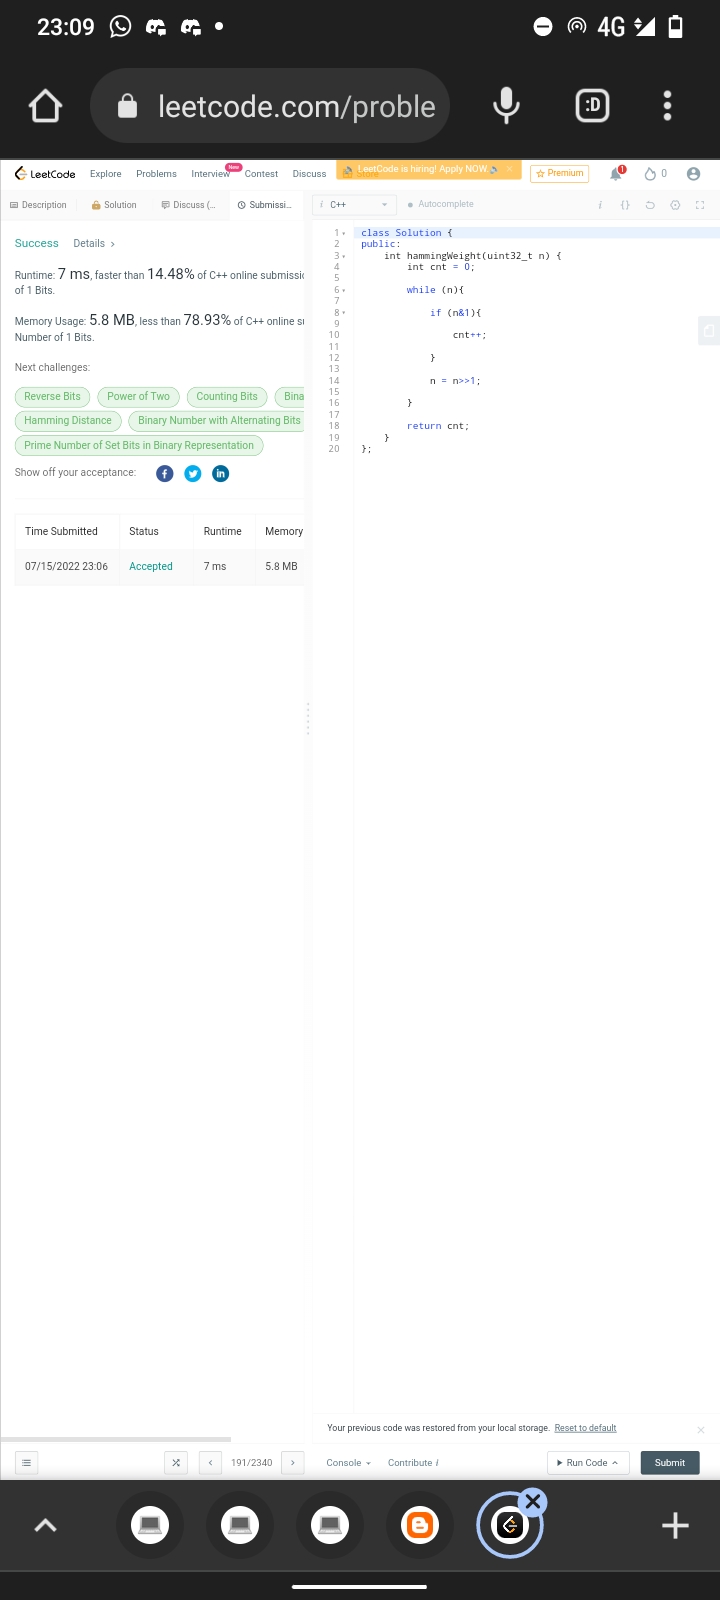 23:09
4G
leetcode.com/proble
:D
LeetCode
Explore
Problems
Interview
New
Contest
Discuss
LeetCode is hiring! Apply NOW.
Premium
1
0
Description
Solution
Discuss (...
Submissi...
i C++
Autocomplete
i {}
Success
Details >
Runtime: 7 ms, faster than 14.48% of C++ online submissic
of 1 Bits.
Memory Usage: 5.8 MB, less than 78.93% of C++ online su
Number of 1 Bits.
Next challenges:
Reverse Bits
Power of Two
Counting Bits
Bina
Hamming Distance
Binary Number with Alternating Bits
Prime Number of Set Bits in Binary Representation
Show off your acceptance:
f
in
Time Submitted
Status
Runtime
Memory
07/15/2022 23:06
Accepted
7 ms
5.8 MB
1 class Solution {
2 public:
3 int hammingWeight(uint32_t n) {
4 int cnt = 0;
5
6 while (n){
7
8 if (n&1){
9
10 cnt++;
11
12 }
13
14 n = n>>1;
15
16 }
17
18 return cnt;
19 }
20 };
Your previous code was restored from your local storage. Reset to default
191/2340
Console
Contribute i
Run Code
Submit